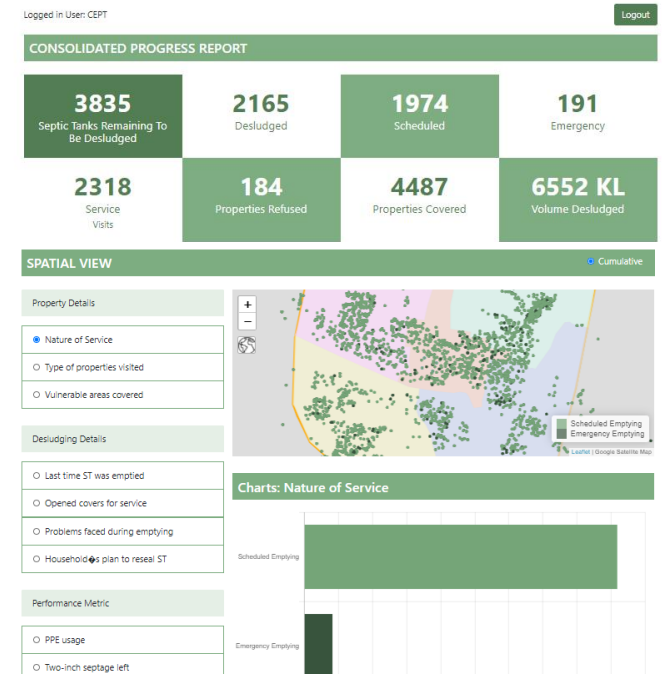 Logged in User: CEPT
Logout
CONSOLIDATED PROGRESS REPORT
3835
Septic Tanks Remaining To
Be Desludged
2165
Desludged
1974
Scheduled
191
Emergency
2318
Service
Visits
184
Properties Refused
4487
Properties Covered
6552 KL
Volume Desludged
SPATIAL VIEW
Cumulative
Property Details
Nature of Service
Type of properties visited
Vulnerable areas covered
Desludging Details
Last time ST was emptied
Opened covers for service
Problems faced during emptying
Household�s plan to reseal ST
Performance Metric
PPE usage
Two-inch septage left
+
−
Scheduled Emptying
Emergency Emptying
Leaflet | Google Satellite Map
Charts: Nature of Service
Scheduled Emptying
Emergency Emptying